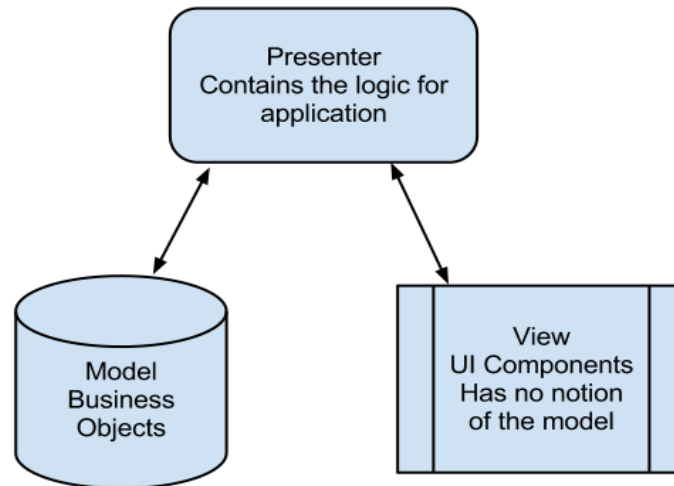 Presenter
Contains the logic for
application
Model
Business
Objects
View
UI Components
Has no notion
of the model